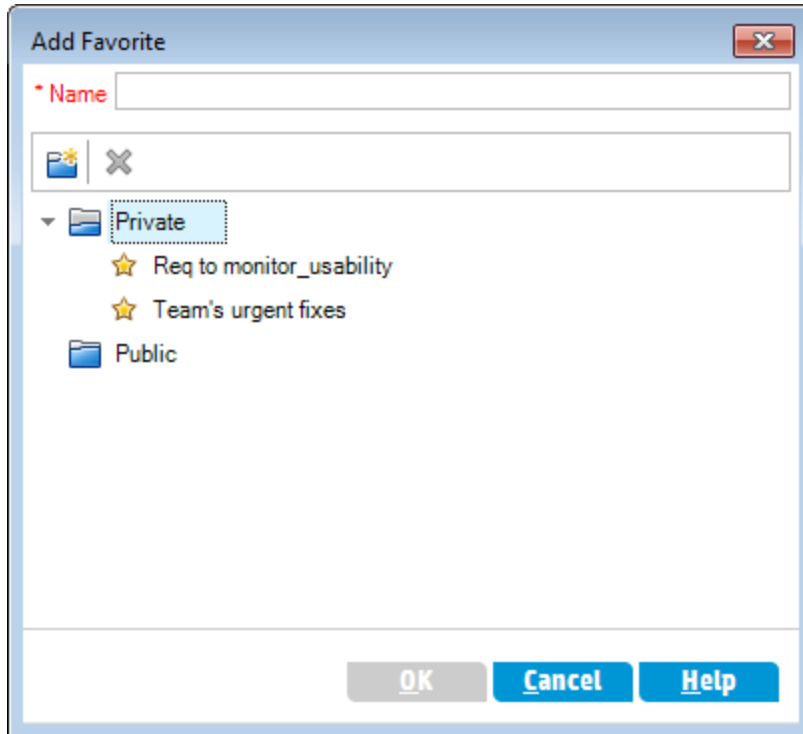 Add Favorite
* Name
Private
Req to monitor_usability
Team's urgent fixes
Public
OK Cancel Help